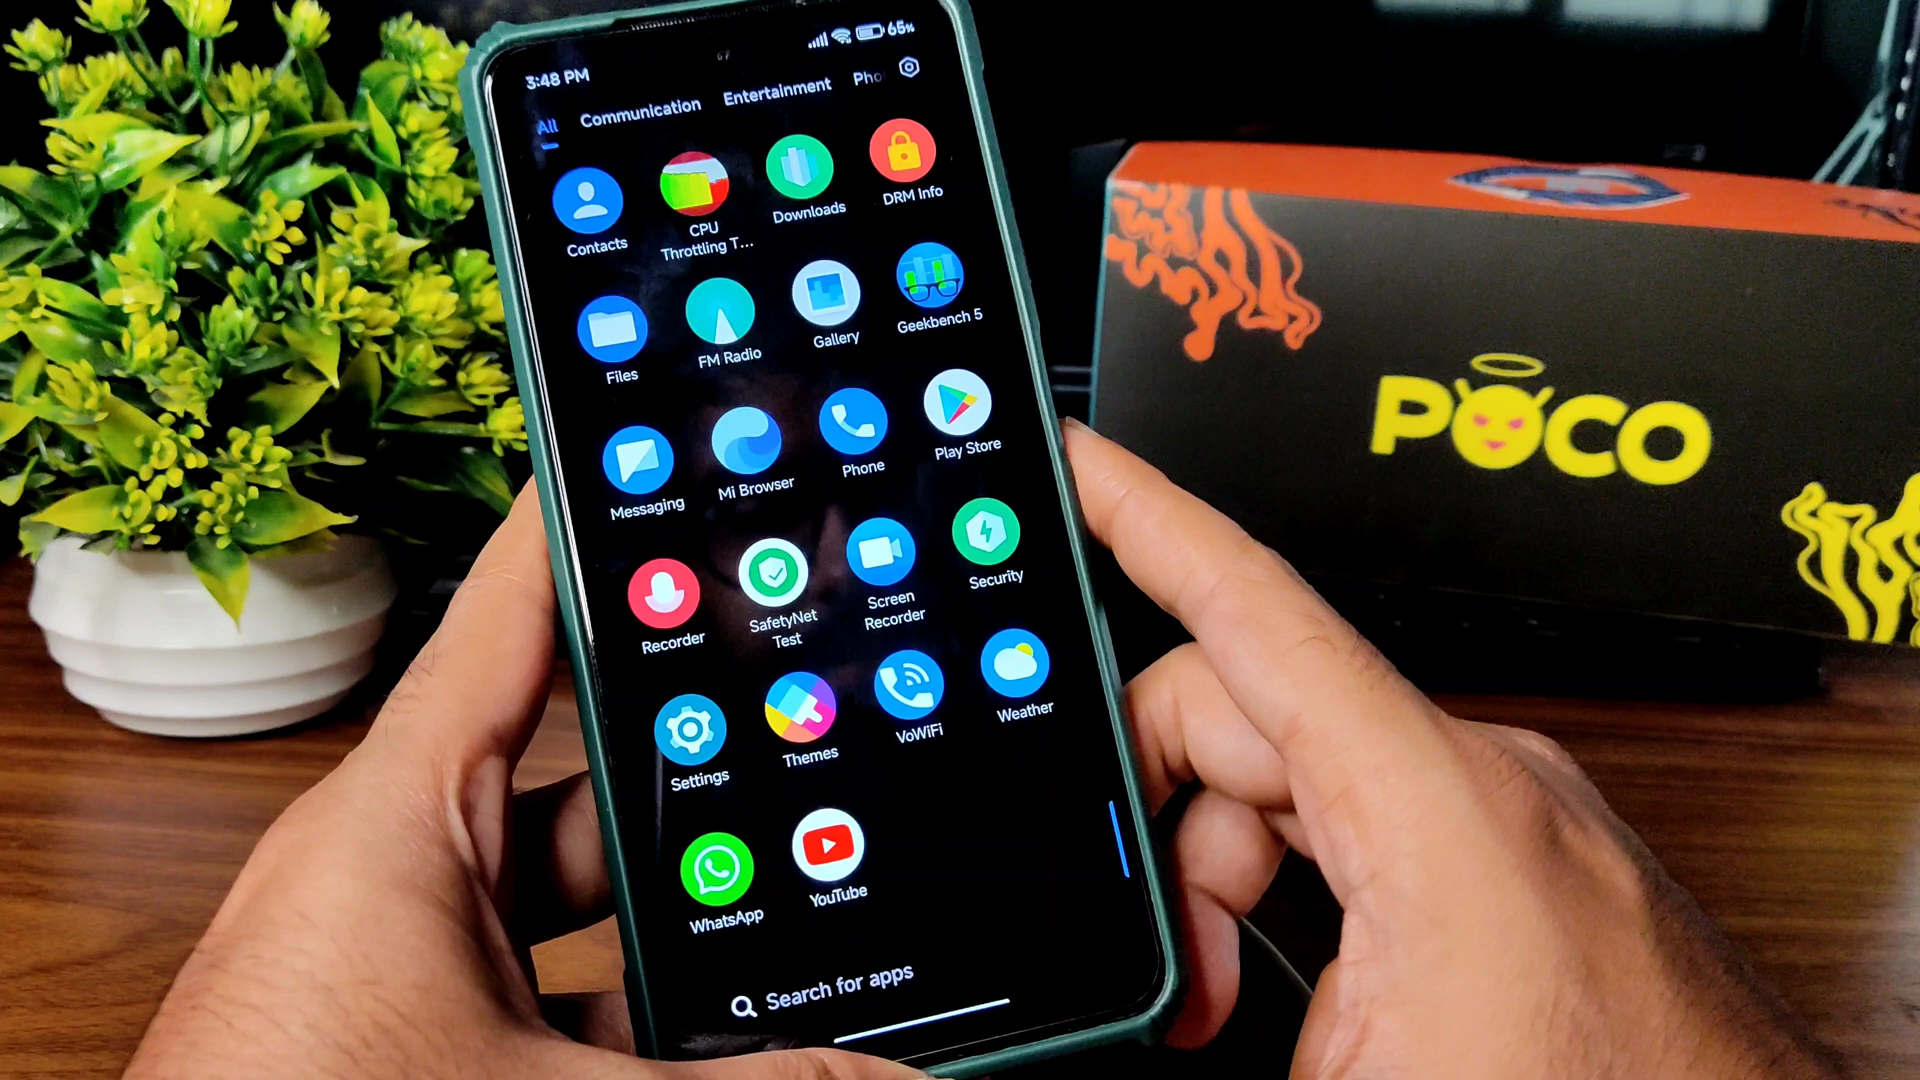 3:48 PM
65%
All
Communication
Entertainment
Pho
Contacts
CPU
Throttling T...
Downloads
DRM Info
Files
FM Radio
Gallery
Geekbench 5
Messaging
Mi Browser
Phone
Play Store
Recorder
SafetyNet
Test
Screen
Recorder
Security
Settings
Themes
VoWiFi
Weather
WhatsApp
YouTube
Search for apps
POCO